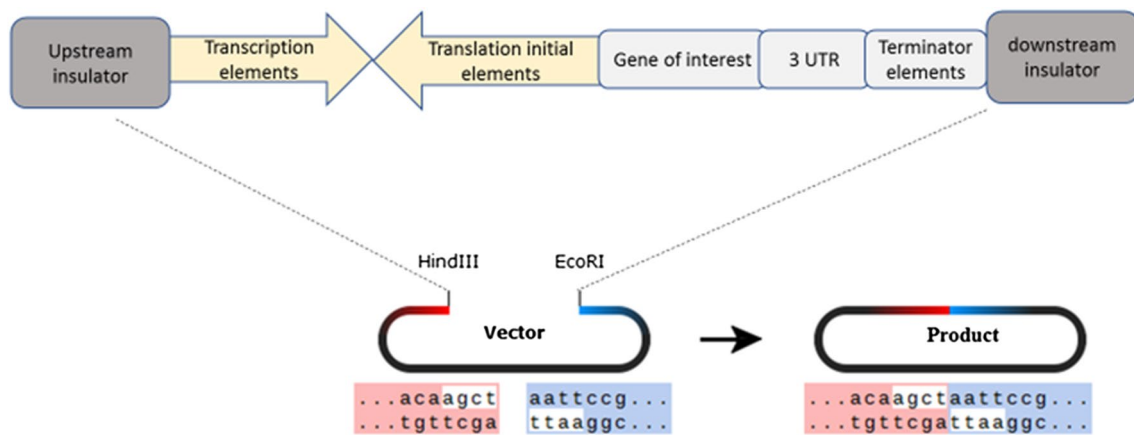 Upstream
insulator
Transcription
elements
Translation initial
elements
Gene of interest
3 UTR
Terminator
elements
downstream
insulator
HindIII
EcoRI
Vector
Product
...acaagct aattccg...
...tgttcga ttaaggc...
...acaagctaattccg...
...tgttcgattaaggc...